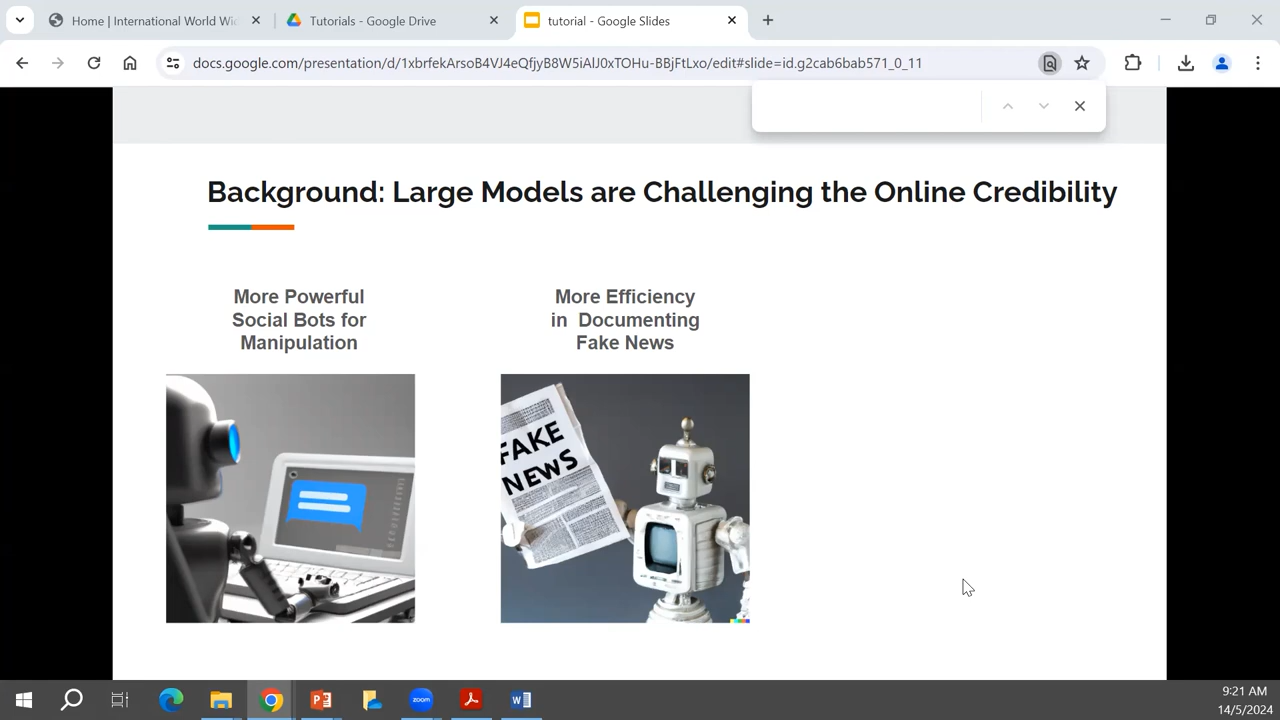 Home | International World Wi
Tutorials - Google Drive
tutorial - Google Slides
docs.google.com/presentation/d/1xbrfekArsoB4VJ4eQfjyB8W5iAlJ0xTOHu-BBjFtLxo/edit#slide=id.g2cab6bab571_0_11
Background: Large Models are Challenging the Online Credibility
More Powerful
Social Bots for
Manipulation
More Efficiency
in Documenting
Fake News
FAKE
NEWS
zoom
9:21 AM
14/5/2024